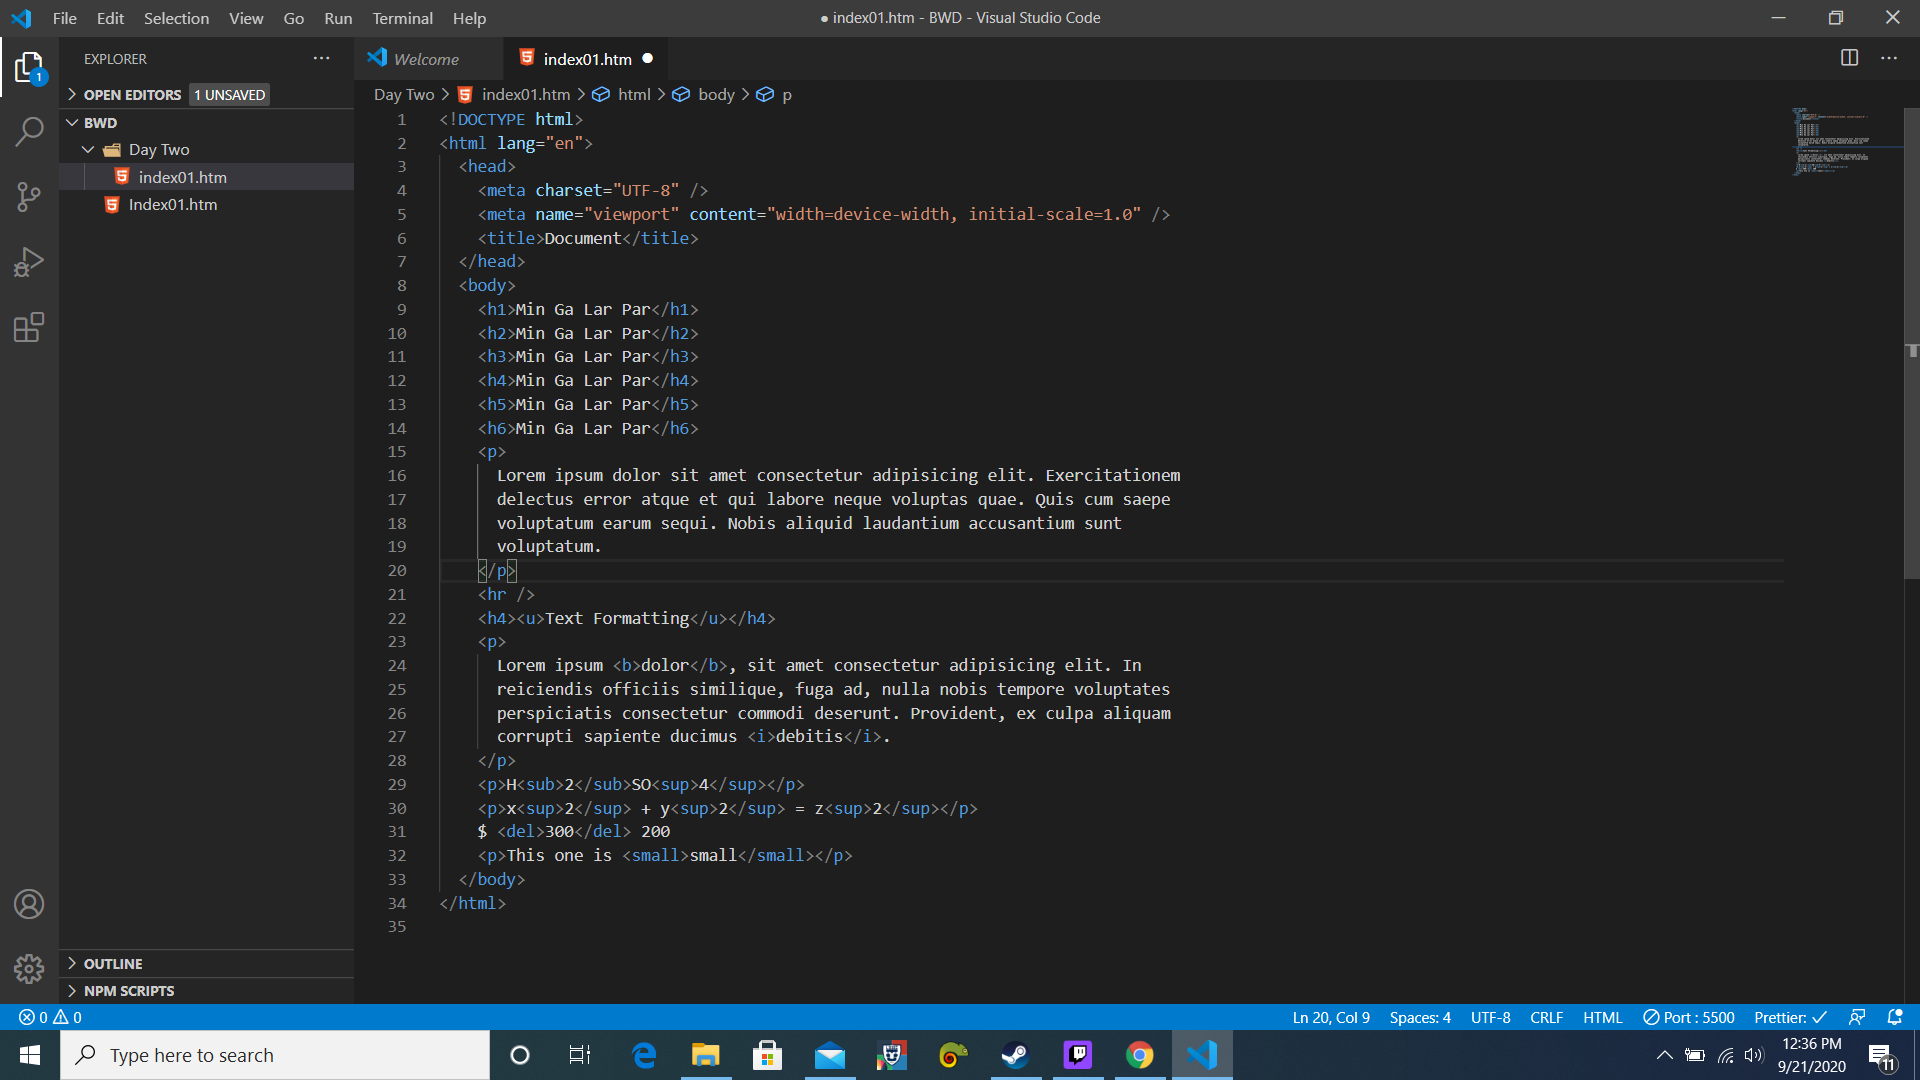 File Edit Selection View Go Run Terminal Help
● index01.htm - BWD - Visual Studio Code
EXPLORER
Welcome
index01.htm
1
OPEN EDITORS 1 UNSAVED
BWD
Day Two
index01.htm
Index01.htm
OUTLINE
NPM SCRIPTS
Day Two > index01.htm > html > body > p
1 <!DOCTYPE html>
2 <html lang="en">
3 <head>
4 <meta charset="UTF-8" />
5 <meta name="viewport" content="width=device-width, initial-scale=1.0" />
6 <title>Document</title>
7 </head>
8 <body>
9 <h1>Min Ga Lar Par</h1>
10 <h2>Min Ga Lar Par</h2>
11 <h3>Min Ga Lar Par</h3>
12 <h4>Min Ga Lar Par</h4>
13 <h5>Min Ga Lar Par</h5>
14 <h6>Min Ga Lar Par</h6>
15 <p>
16 Lorem ipsum dolor sit amet consectetur adipisicing elit. Exercitationem
17 delectus error atque et qui labore neque voluptas quae. Quis cum saepe
18 voluptatum earum sequi. Nobis aliquid laudantium accusantium sunt
19 voluptatum.
20 </p>
21 <hr />
22 <h4><u>Text Formatting</u></h4>
23 <p>
24 Lorem ipsum <b>dolor</b>, sit amet consectetur adipisicing elit. In
25 reiciendis officiis similique, fuga ad, nulla nobis tempore voluptates
26 perspiciatis consectetur commodi deserunt. Provident, ex culpa aliquam
27 corrupti sapiente ducimus <i>debitis</i>.
28 </p>
29 <p>H<sub>2</sub>SO<sup>4</sup></p>
30 <p>x<sup>2</sup> + y<sup>2</sup> = z<sup>2</sup></p>
31 $ <del>300</del> 200
32 <p>This one is <small>small</small></p>
33 </body>
34 </html>
35
0 0
Ln 20, Col 9 Spaces: 4 UTF-8 CRLF HTML Port : 5500 Prettier: ✓
Type here to search
12:36 PM
9/21/2020
11